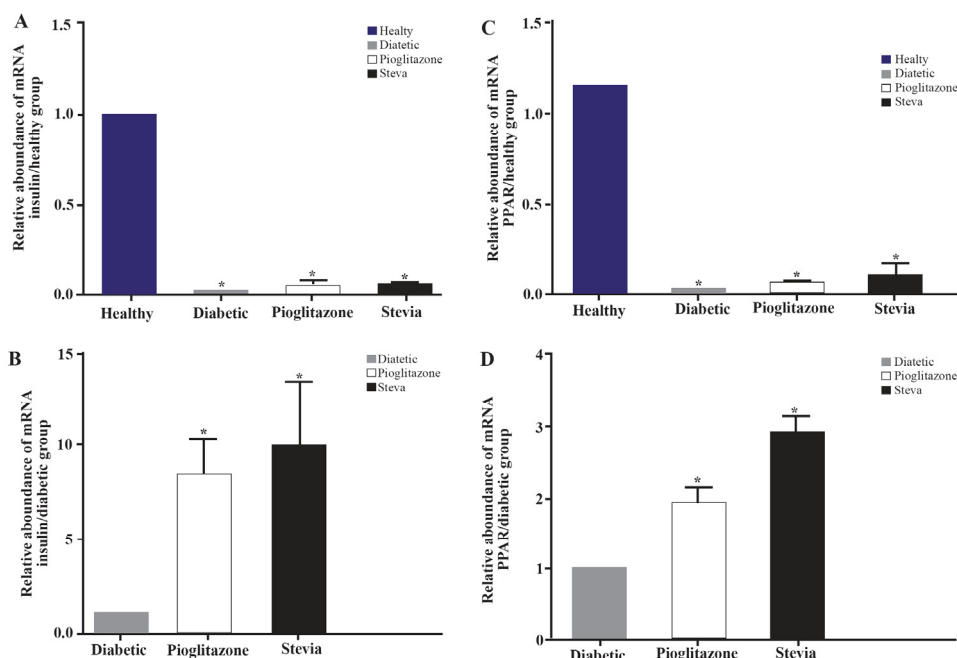 A
Relative aboundance of mRNA
insulin/healthy group
1.5
1.0
0.5
0.0
Healty
Diatetic
Pioglitazone
Steva
*
*
*
Healthy
Diabetic
Pioglitazone
Stevia
C
Relative aboundance of mRNA
PPAR/healthy group
1.5
1.0
0.5
0.0
Healty
Diatetic
Pioglitazone
Steva
*
*
*
Healthy
Diabetic
Pioglitazone
Stevia
B
Relative aboundance of mRNA
insulin/diabetic group
15
10
5
0.0
Diatetic
Pioglitazone
Steva
*
*
Diabetic
Pioglitazone
Stevia
D
Relative aboundance of mRNA
PPAR/diabetic group
4
3
2
1
0
Diatetic
Pioglitazone
Steva
*
*
Diabetic
Pioglitazone
Stevia